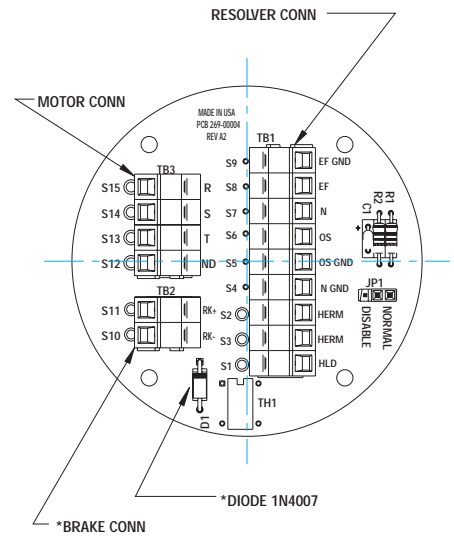 RESOLVER CONN
MOTOR CONN
MADE IN USA
PCB 269-00004
REV A2
TB1
TB3
S9 EF GND
S15 R S8 EF
S14 S S7 N
S13 T S6 OS
S12 ND S5 OS GND
S4 N GND
TB2
S11 RK+ S2 HERM
S10 RK- S3 HERM
S1 HLD
R1
R2
C1
+
JP1
DISABLE
NORMAL
D1
TH1
*DIODE 1N4007
*BRAKE CONN